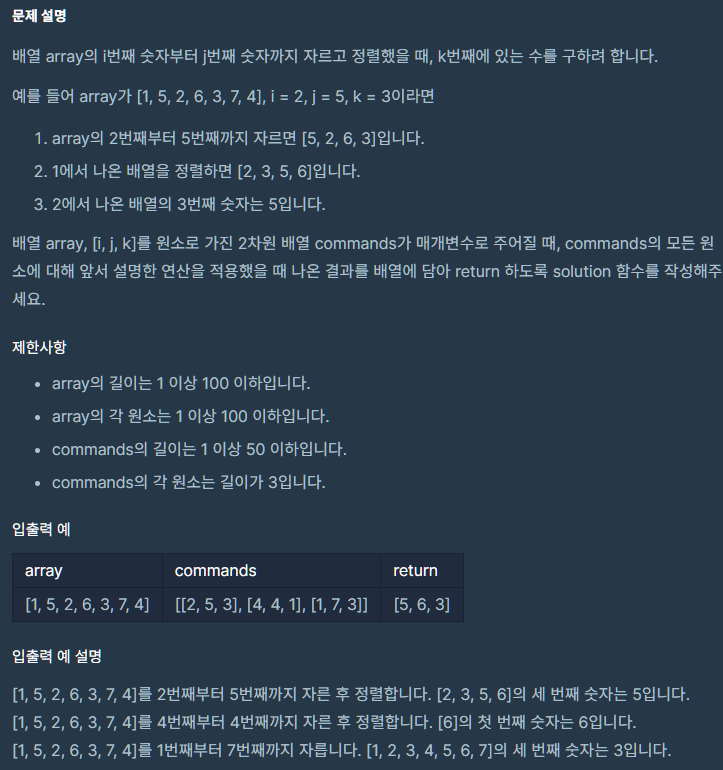 문제 설명
배열 array의 i번째 숫자부터 j번째 숫자까지 자르고 정렬했을 때, k번째에 있는 수를 구하려 합니다.
예를 들어 array가 [1, 5, 2, 6, 3, 7, 4], i = 2, j = 5, k = 3이라면
1. array의 2번째부터 5번째까지 자르면 [5, 2, 6, 3]입니다.
2. 1에서 나온 배열을 정렬하면 [2, 3, 5, 6]입니다.
3. 2에서 나온 배열의 3번째 숫자는 5입니다.
배열 array, [i, j, k]를 원소로 가진 2차원 배열 commands가 매개변수로 주어질 때, commands의 모든 원
소에 대해 앞서 설명한 연산을 적용했을 때 나온 결과를 배열에 담아 return 하도록 solution 함수를 작성해주
세요.
제한사항
• array의 길이는 1 이상 100 이하입니다.
• array의 각 원소는 1 이상 100 이하입니다.
• commands의 길이는 1 이상 50 이하입니다.
• commands의 각 원소는 길이가 3입니다.
입출력 예
array commands return
[1, 5, 2, 6, 3, 7, 4] [[2, 5, 3], [4, 4, 1], [1, 7, 3]] [5, 6, 3]
입출력 예 설명
[1, 5, 2, 6, 3, 7, 4]를 2번째부터 5번째까지 자른 후 정렬합니다. [2, 3, 5, 6]의 세 번째 숫자는 5입니다.
[1, 5, 2, 6, 3, 7, 4]를 4번째부터 4번째까지 자른 후 정렬합니다. [6]의 첫 번째 숫자는 6입니다.
[1, 5, 2, 6, 3, 7, 4]를 1번째부터 7번째까지 자릅니다. [1, 2, 3, 4, 5, 6, 7]의 세 번째 숫자는 3입니다.